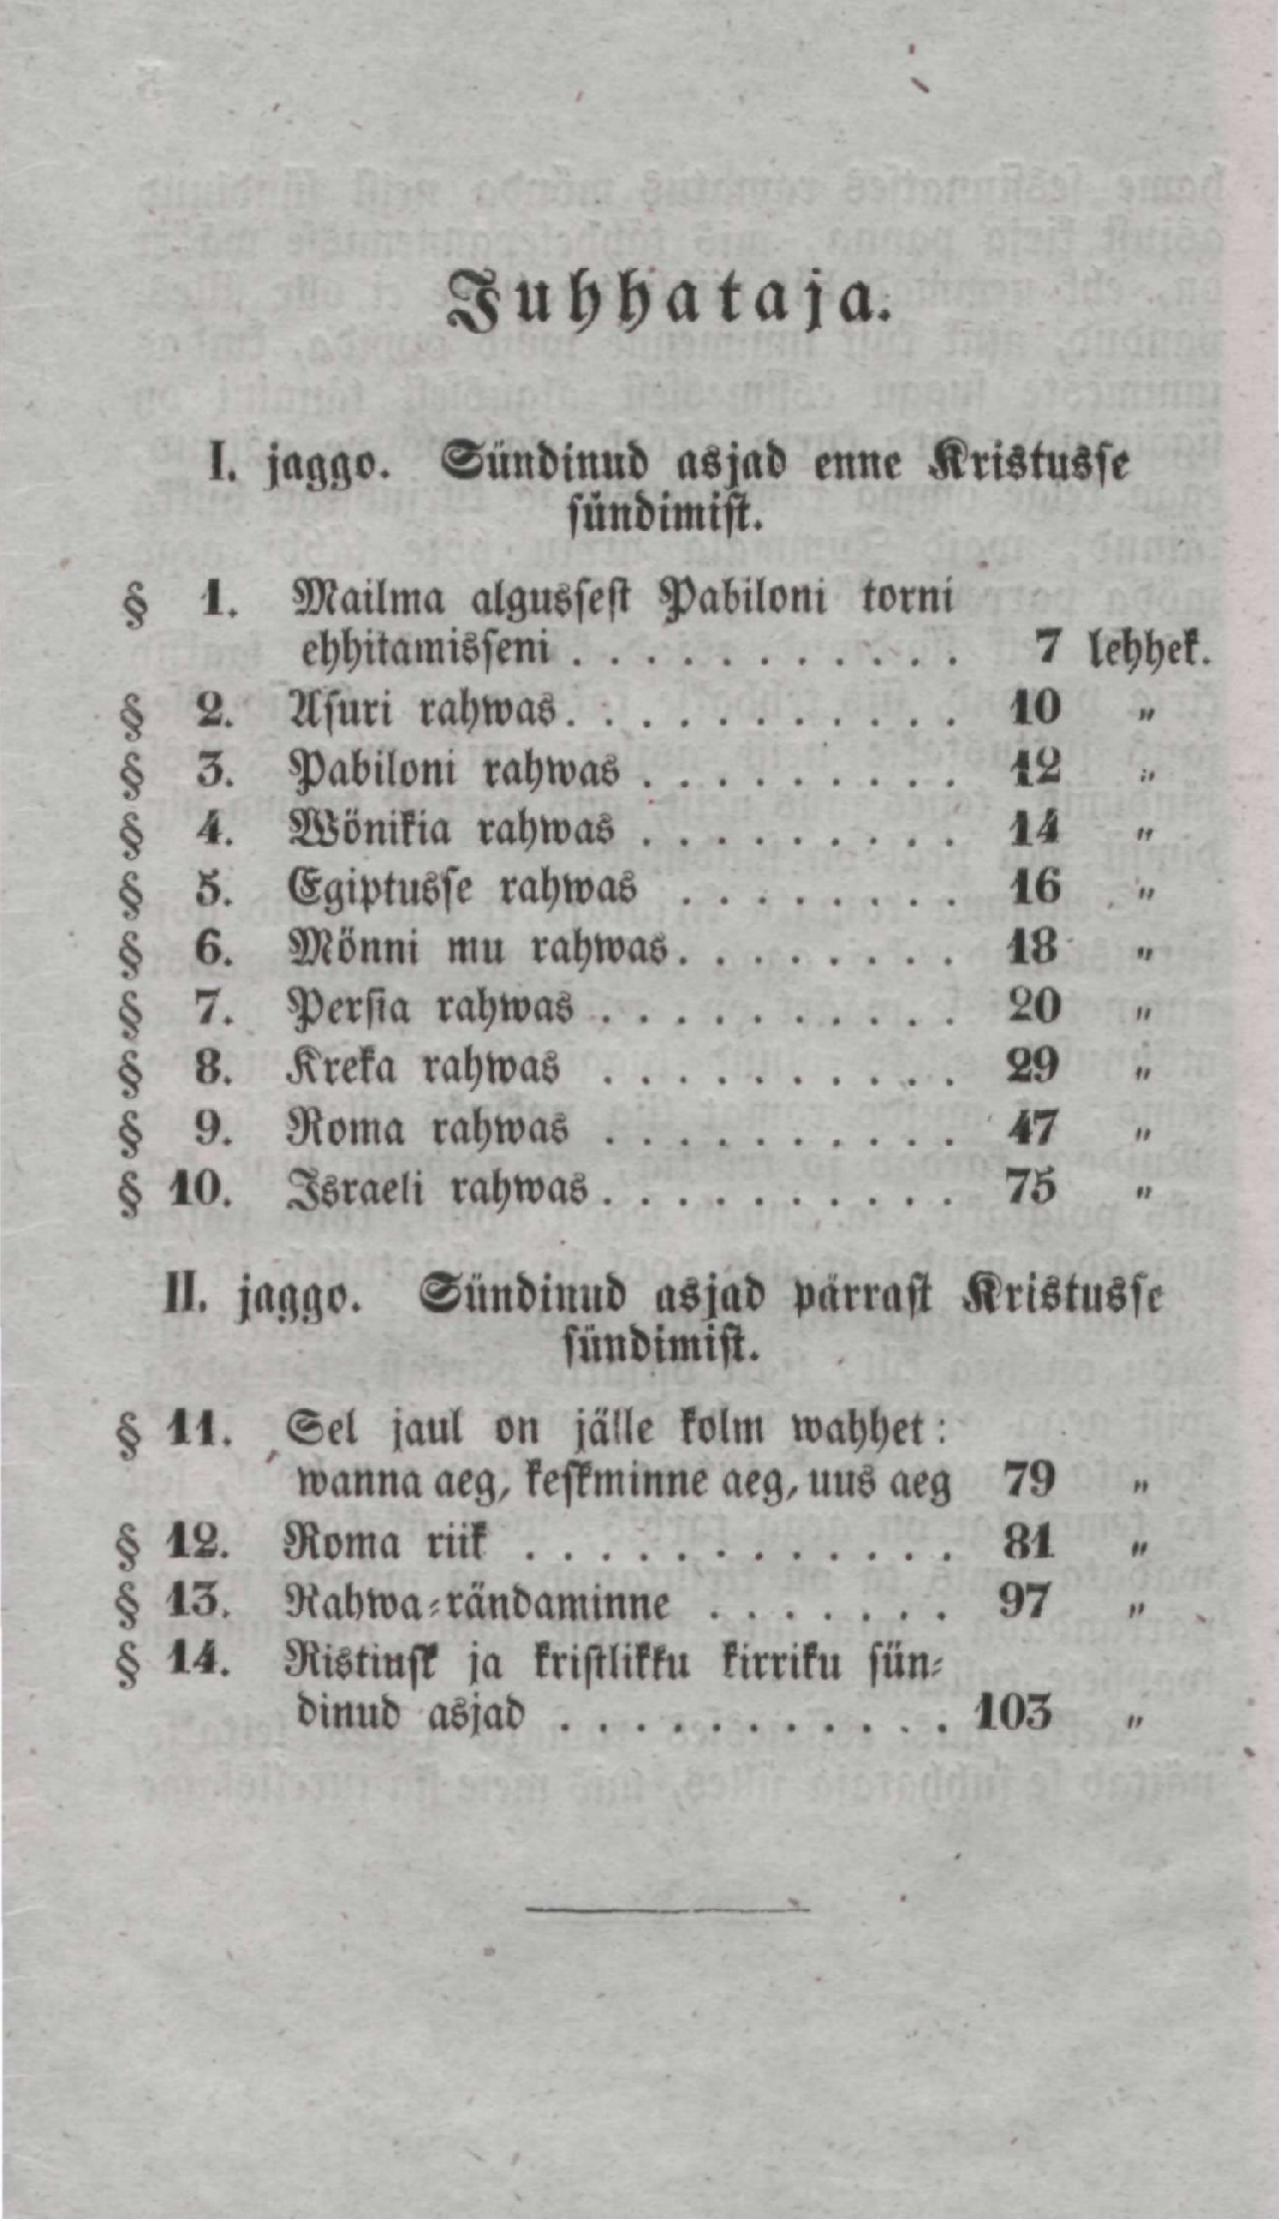 Juhhataja.
I. jaggo. Sündinud asjad enne Kristusse
sündimist.
§ 1. Mailma algussest Pabiloni torni
ehhitamisseni . . . . . . . . . . . 7 lehhek.
§ 2. Asuri rahwas. . . . . . . . . . . 10 „
§ 3. Pabiloni rahwas . . . . . . . . . 12 „
§ 4. Wönikia rahwas . . . . . . . . . 14 „
§ 5. Egiptusse rahwas . . . . . . . . 16 „
§ 6. Mönni mu rahwas. . . . . . . . 18 „
§ 7. Persia rahwas . . . . . . . . . . 20 „
§ 8. Kreka rahwas . . . . . . . . . . 29 „
§ 9. Roma rahwas . . . . . . . . . . 47 „
§ 10. Israeli rahwas. . . . . . . . . . 75 „
II. jaggo. Sündinud asjad pärrast Kristusse
sündimist.
§ 11. Sel jaul on jälle kolm wahhet:
wanna aeg, keskminne aeg, uus aeg 79 „
§ 12. Roma riik . . . . . . . . . . . . 81 „
§ 13. Rahwa-rändaminne . . . . . . . 97 „
§ 14. Ristinsk ja kristlikku kirriku sün-
dinud asjad . . . . . . . . . . . 103 „